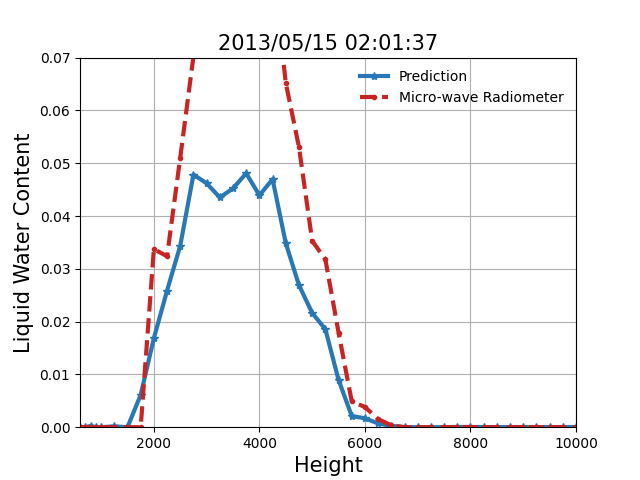 2013/05/15 02:01:37
Prediction
Micro-wave Radiometer
Liquid Water Content
0.07
0.06
0.05
0.04
0.03
0.02
0.01
0.00
2000 4000 6000 8000 10000
Height